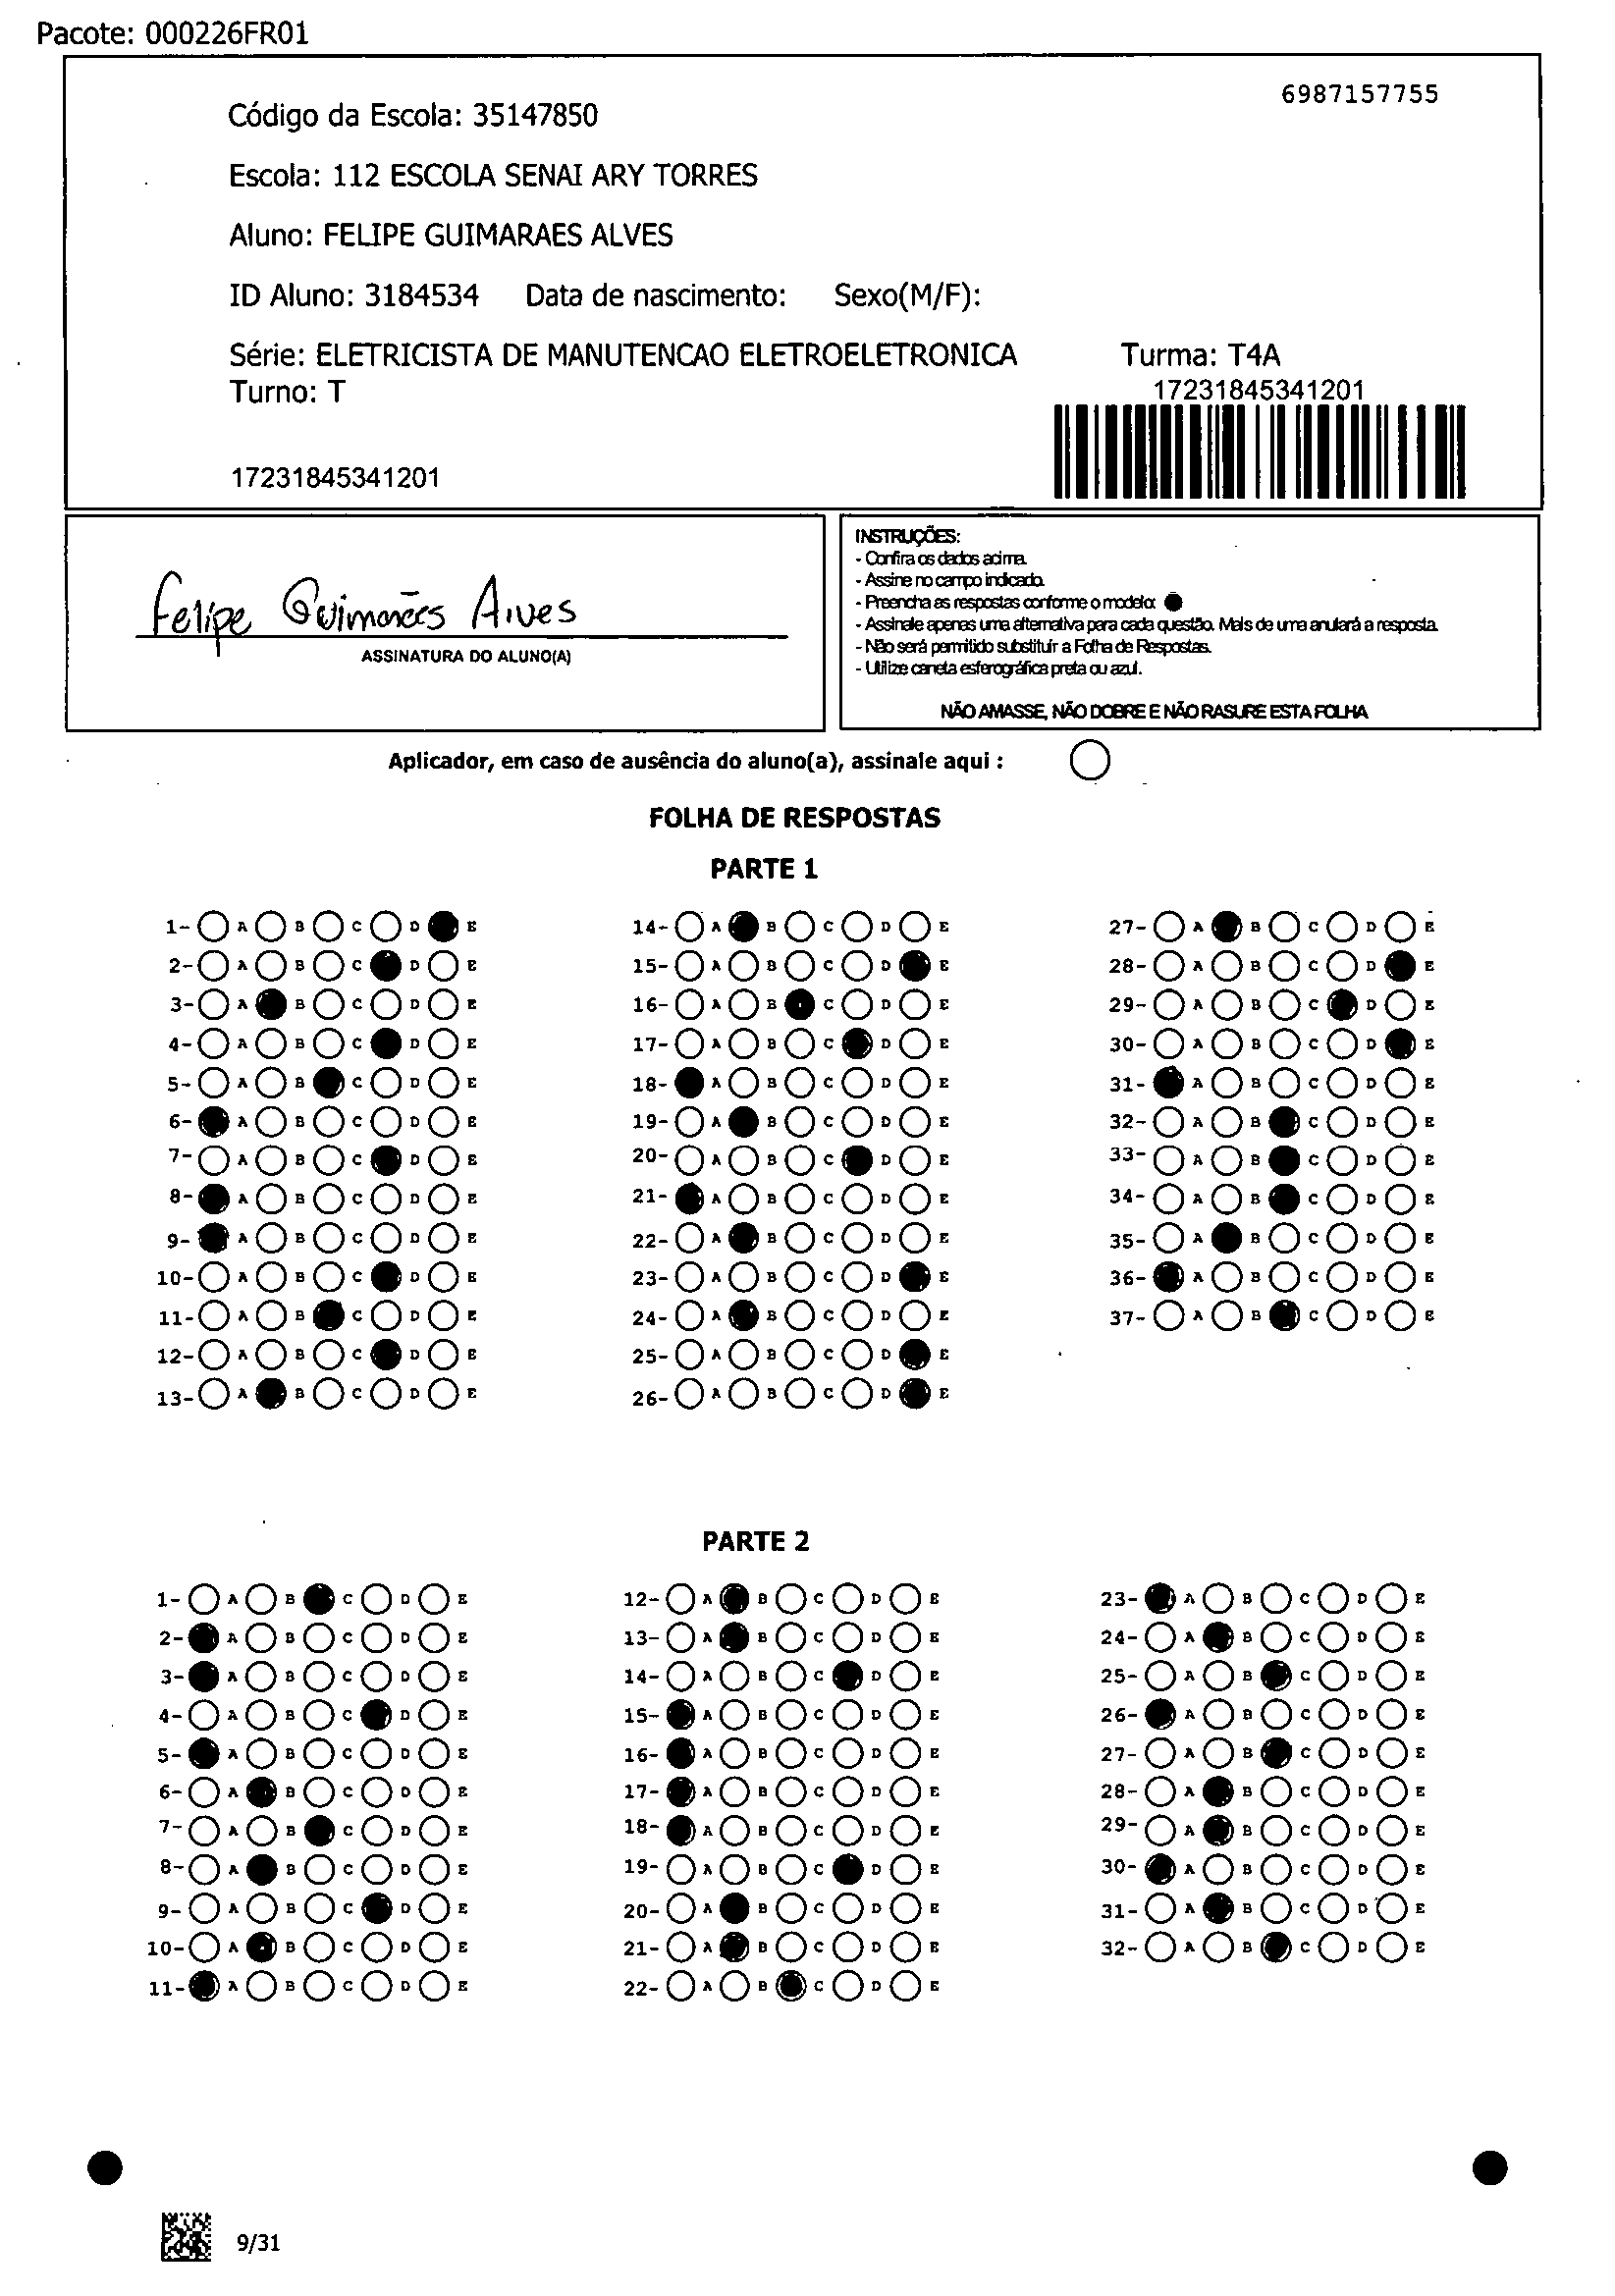 Pacote: 000226FR01
6987157755
Código da Escola: 35147850
Escola: 112 ESCOLA SENAI ARY TORRES
Aluno: FELIPE GUIMARAES ALVES
ID Aluno: 3184534 Data de nascimento: Sexo(M/F):
Série: ELETRICISTA DE MANUTENCAO ELETROELETRONICA Turma: T4A
Turno: T 17231845341201
17231845341201
Felipe Guimarães Alves
ASSINATURA DO ALUNO(A)
INSTRUÇÕES:
- Confira os dados acima.
- Assine no campo indicado.
- Preencha as respostas conforme o modelo:
- Assinale apenas uma alternativa para cada questão. Mais de uma anulará a resposta.
- Não será permitido substituir a Folha de Respostas.
- Utilize caneta esferográfica preta ou azul.
NÃO AMASSE, NÃO DOBRE E NÃO RASURE ESTA FOLHA
Aplicador, em caso de ausência do aluno(a), assinale aqui :
FOLHA DE RESPOSTAS
PARTE 1
1- A B C D E 14- A B C D E 27- A B C D E
2- A B C D E 15- A B C D E 28- A B C D E
3- A B C D E 16- A B C D E 29- A B C D E
4- A B C D E 17- A B C D E 30- A B C D E
5- A B C D E 18- A B C D E 31- A B C D E
6- A B C D E 19- A B C D E 32- A B C D E
7- A B C D E 20- A B C D E 33- A B C D E
8- A B C D E 21- A B C D E 34- A B C D E
9- A B C D E 22- A B C D E 35- A B C D E
10- A B C D E 23- A B C D E 36- A B C D E
11- A B C D E 24- A B C D E 37- A B C D E
12- A B C D E 25- A B C D E
13- A B C D E 26- A B C D E
PARTE 2
1- A B C D E 12- A B C D E 23- A B C D E
2- A B C D E 13- A B C D E 24- A B C D E
3- A B C D E 14- A B C D E 25- A B C D E
4- A B C D E 15- A B C D E 26- A B C D E
5- A B C D E 16- A B C D E 27- A B C D E
6- A B C D E 17- A B C D E 28- A B C D E
7- A B C D E 18- A B C D E 29- A B C D E
8- A B C D E 19- A B C D E 30- A B C D E
9- A B C D E 20- A B C D E 31- A B C D E
10- A B C D E 21- A B C D E 32- A B C D E
11- A B C D E 22- A B C D E
9/31